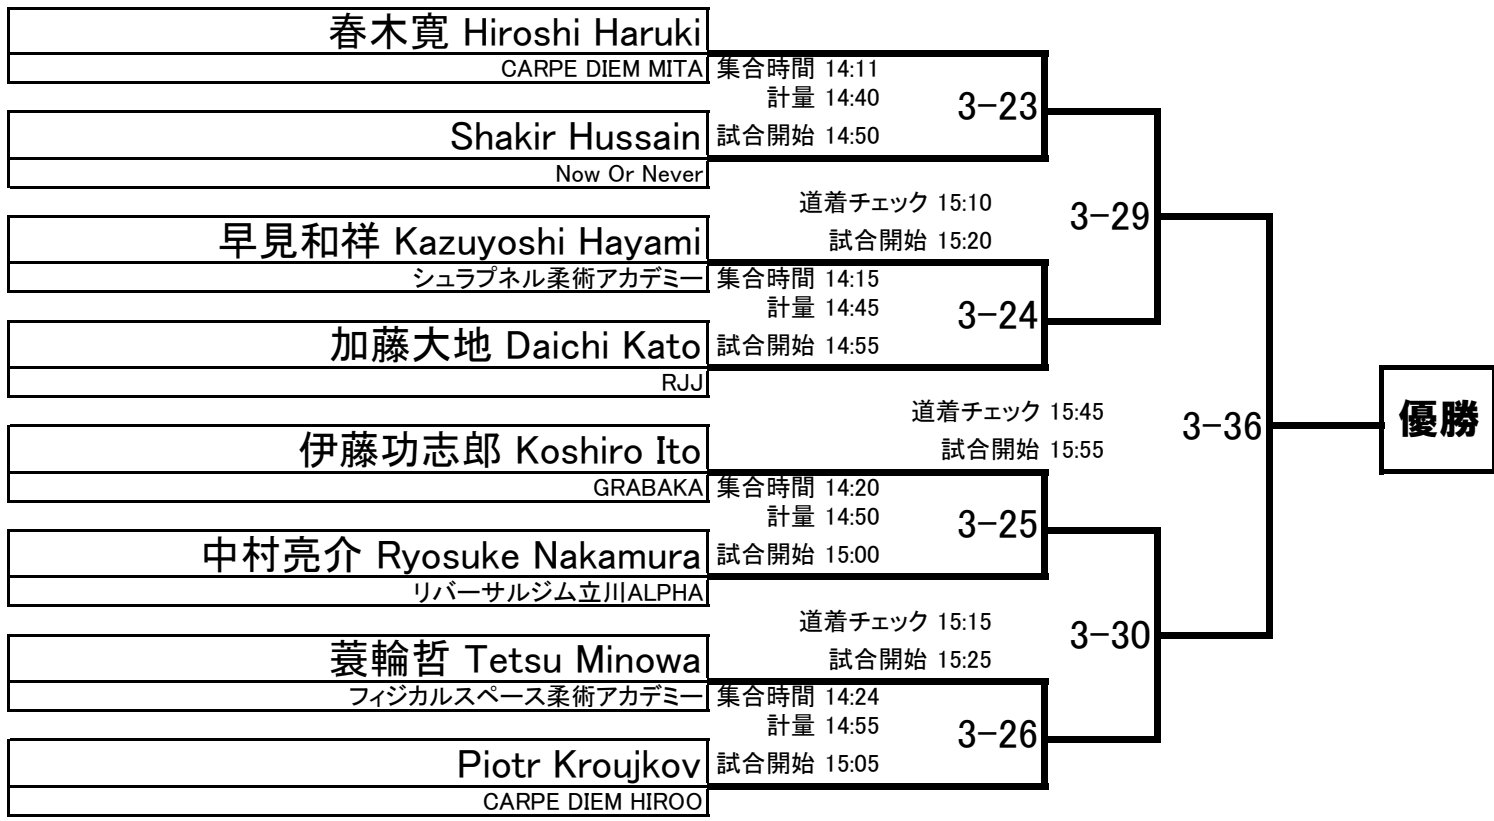 春木寛 Hiroshi Haruki
CARPE DIEM MITA
集合時間 14:11
計量 14:40
3-23
Shakir Hussain
試合開始 14:50
Now Or Never
道着チェック 15:10
3-29
早見和祥 Kazuyoshi Hayami
試合開始 15:20
シュラプネル柔術アカデミー
集合時間 14:15
計量 14:45
3-24
加藤大地 Daichi Kato
試合開始 14:55
RJJ
道着チェック 15:45
3-36
優勝
伊藤功志郎 Koshiro Ito
試合開始 15:55
GRABAKA
集合時間 14:20
計量 14:50
3-25
中村亮介 Ryosuke Nakamura
試合開始 15:00
リバーサルジム立川ALPHA
道着チェック 15:15
3-30
蓑輪哲 Tetsu Minowa
試合開始 15:25
フィジカルスペース柔術アカデミー
集合時間 14:24
計量 14:55
3-26
Piotr Kroujkov
試合開始 15:05
CARPE DIEM HIROO